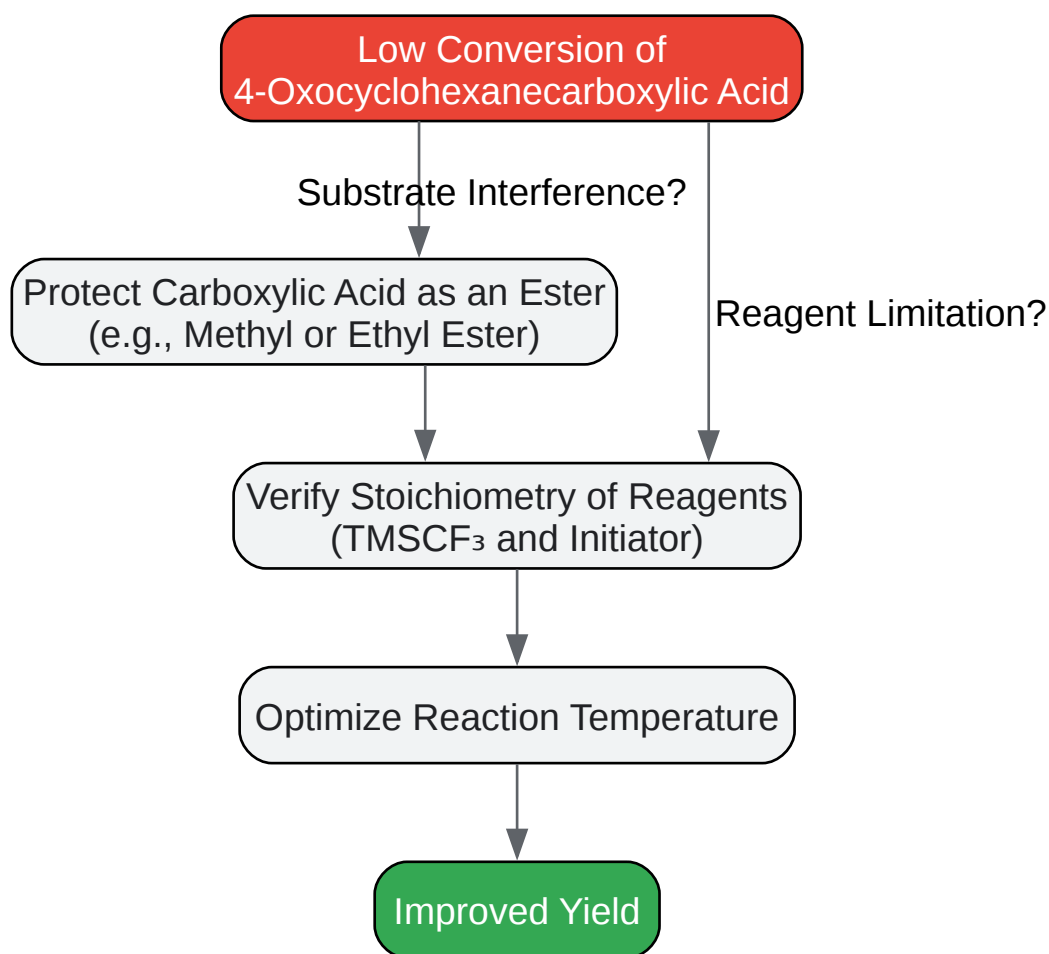 Low Conversion of
4-Oxocyclohexanecarboxylic Acid
Substrate Interference?
Protect Carboxylic Acid as an Ester
(e.g., Methyl or Ethyl Ester)
Reagent Limitation?
Verify Stoichiometry of Reagents
(TMSCF₃ and Initiator)
Optimize Reaction Temperature
Improved Yield